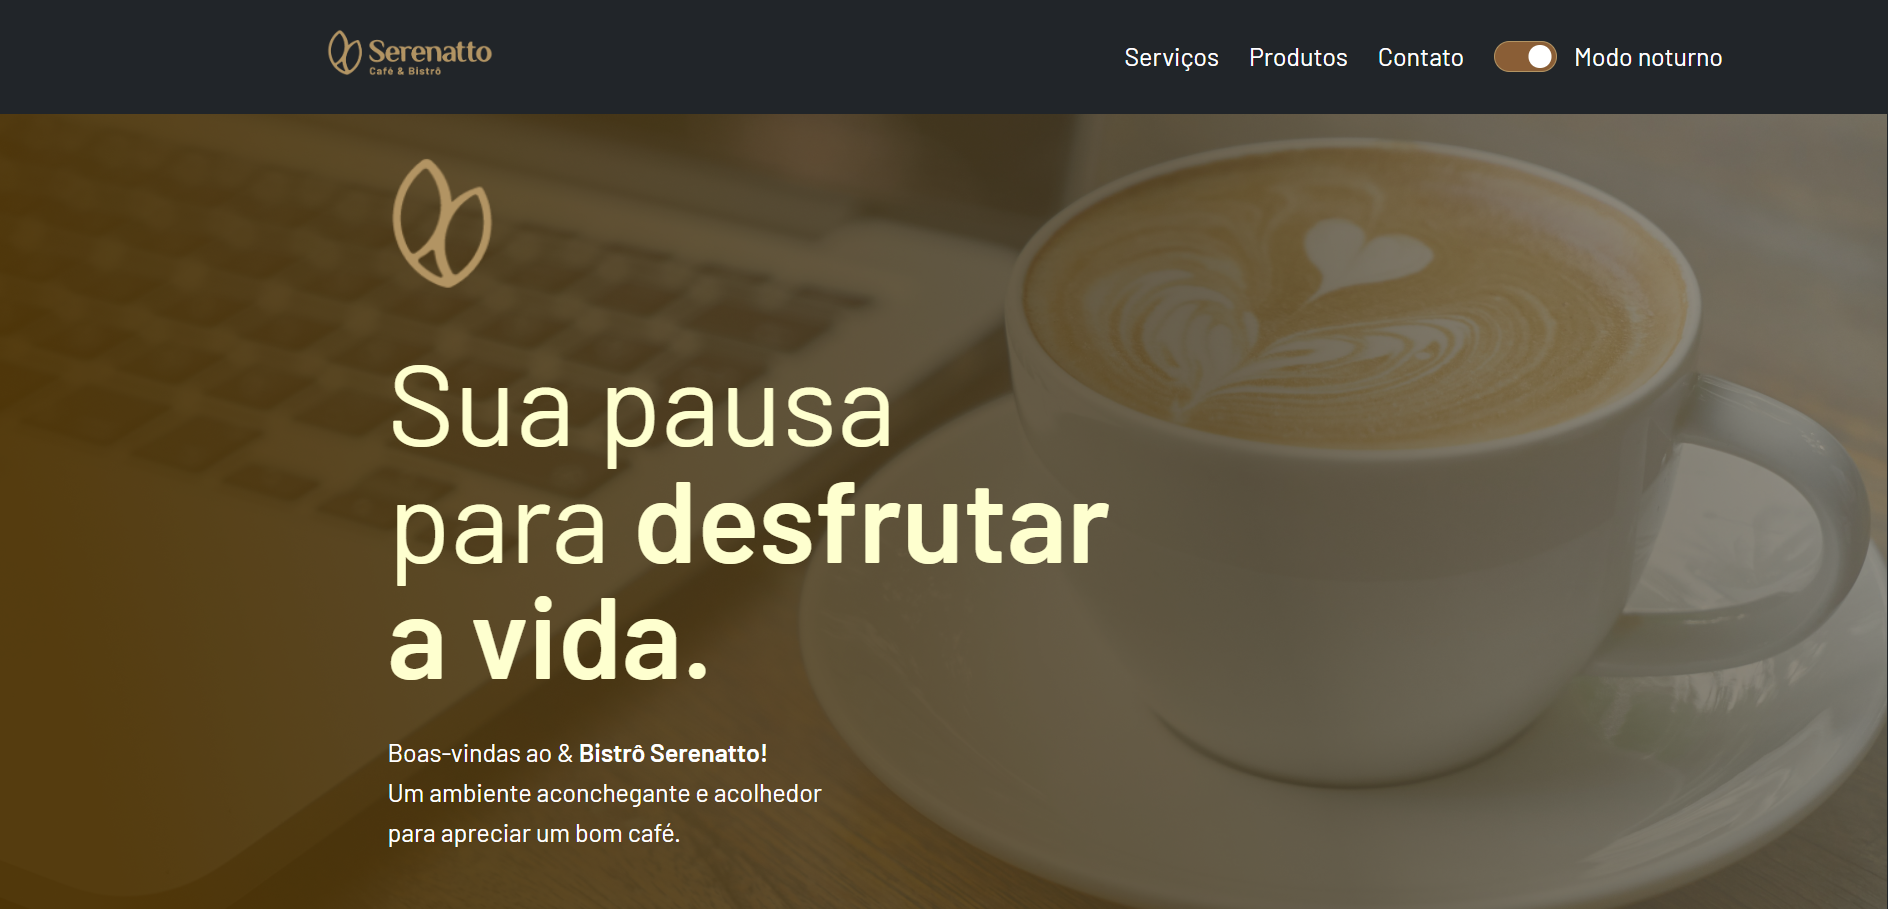 Serenatto
Café & Bistrô
Serviços
Produtos
Contato
Modo noturno
Sua pausa
para desfrutar
a vida.
Boas-vindas ao & Bistrô Serenatto!
Um ambiente aconchegante e acolhedor
para apreciar um bom café.